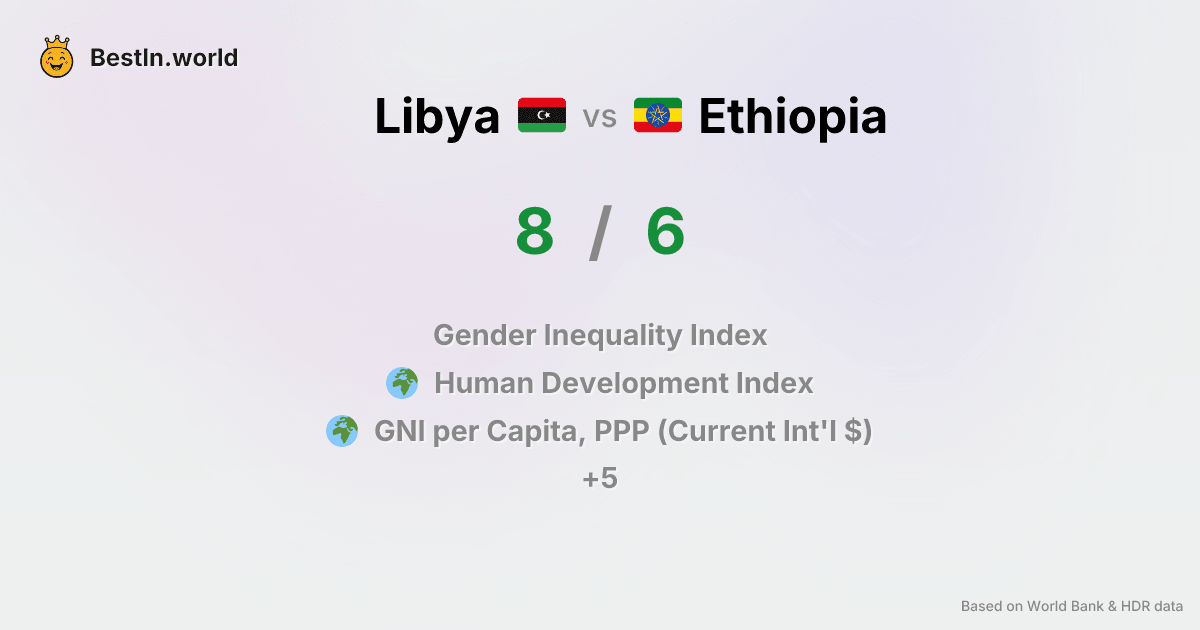 BestIn.world
Libya vs Ethiopia
8 / 6
Gender Inequality Index
Human Development Index
GNI per Capita, PPP (Current Int'l $)
+5
Based on World Bank & HDR data